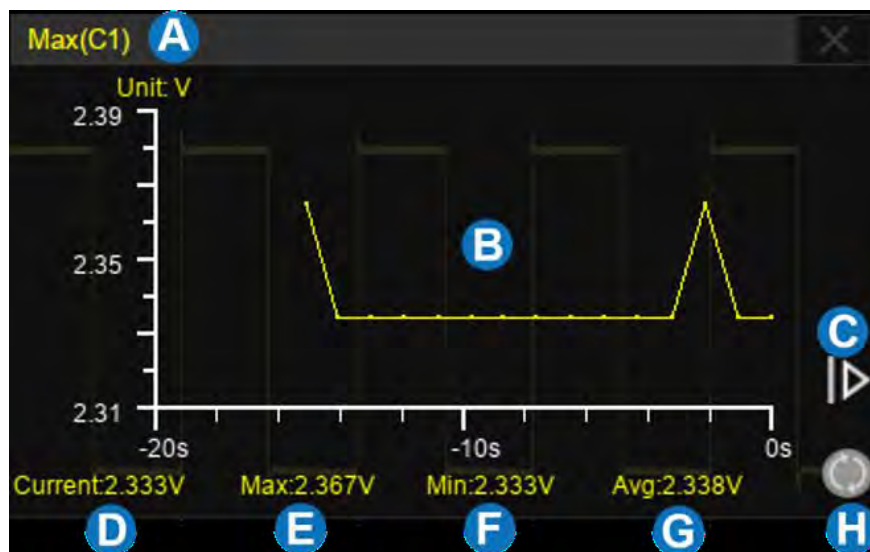 Max(C1) A
Unit: V
2.39
2.35
2.31
B
C
-20s -10s 0s
Current:2.333V Max:2.367V Min:2.333V Avg:2.338V
D E F G H